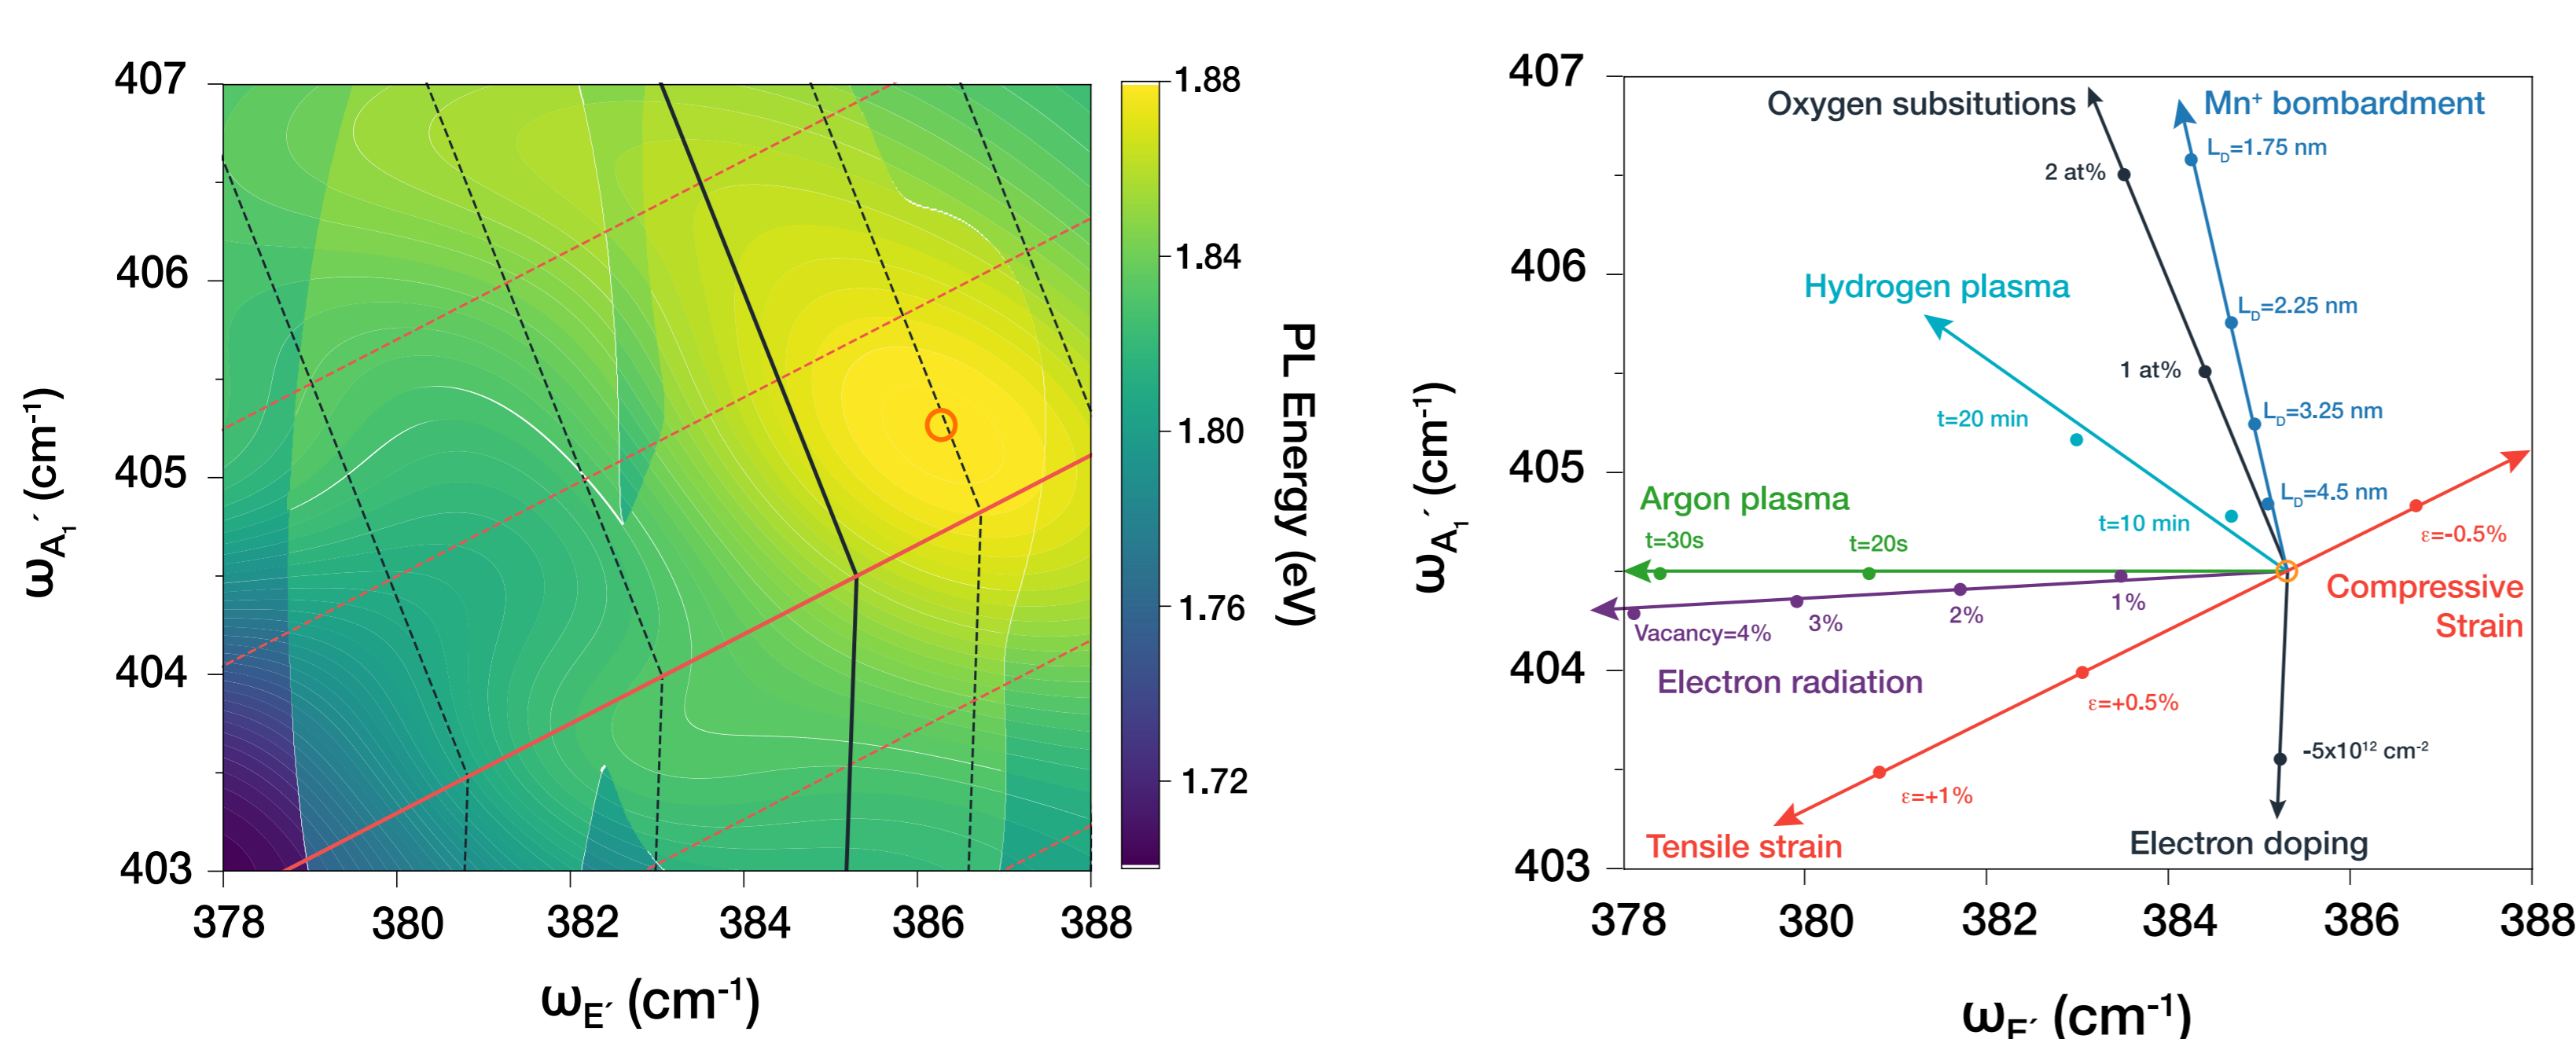 407
406
405
404
403
ωA1´ (cm-1)
378 380 382 384 386 388
ωE´ (cm-1)
1.88
1.84
1.80
1.76
1.72
PL Energy (eV)
407
406
405
404
403
ωA1´ (cm-1)
Oxygen subsitutions
Mn+ bombardment
LD=1.75 nm
2 at%
Hydrogen plasma
LD=2.25 nm
1 at%
t=20 min
LD=3.25 nm
Argon plasma
LD=4.5 nm
t=10 min
t=30s
t=20s
ε=-0.5%
Compressive
Strain
1%
2%
3%
Vacancy=4%
Electron radiation
ε=+0.5%
-5x1012 cm-2
ε=+1%
Tensile strain
Electron doping
378 380 382 384 386 388
ωE´ (cm-1)